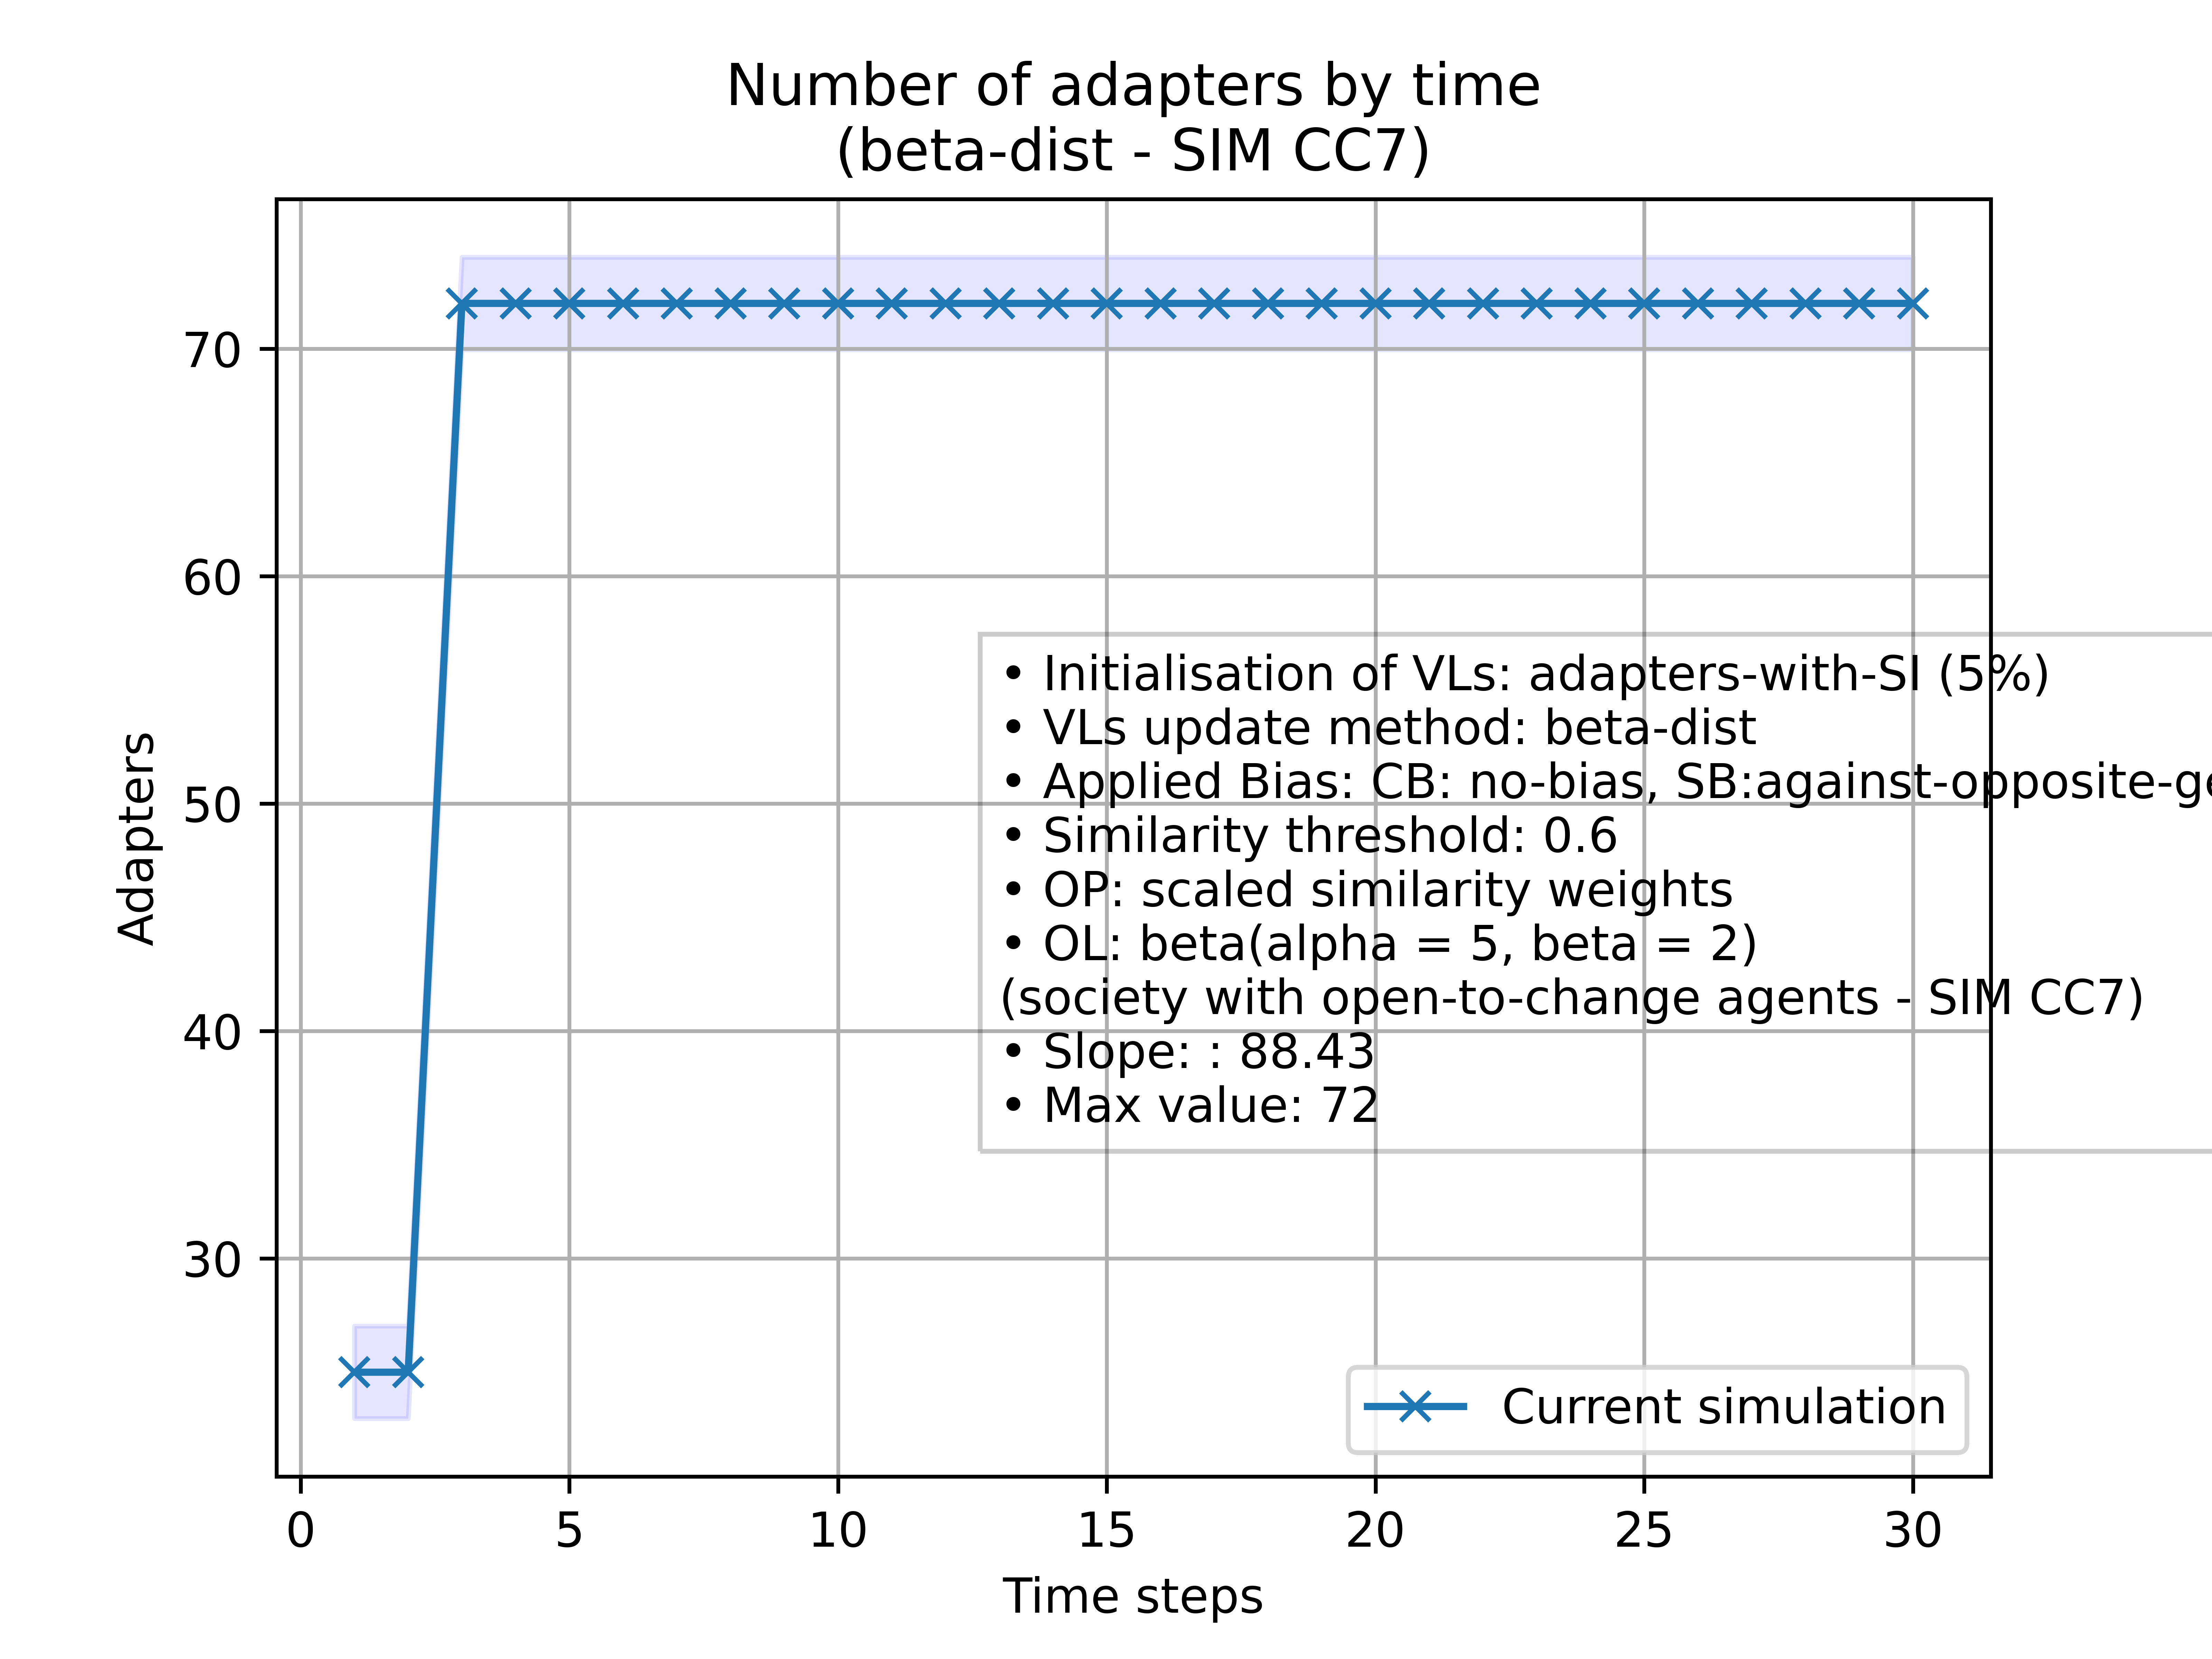 Number of adapters by time
(beta-dist - SIM CC7)
Adapters
70
60
50
40
30
• Initialisation of VLs: adapters-with-SI (5%)
• VLs update method: beta-dist
• Applied Bias: CB: no-bias, SB:against-opposite-ge
• Similarity threshold: 0.6
• OP: scaled similarity weights
• OL: beta(alpha = 5, beta = 2)
(society with open-to-change agents - SIM CC7)
• Slope: : 88.43
• Max value: 72
Current simulation
0 5 10 15 20 25 30
Time steps